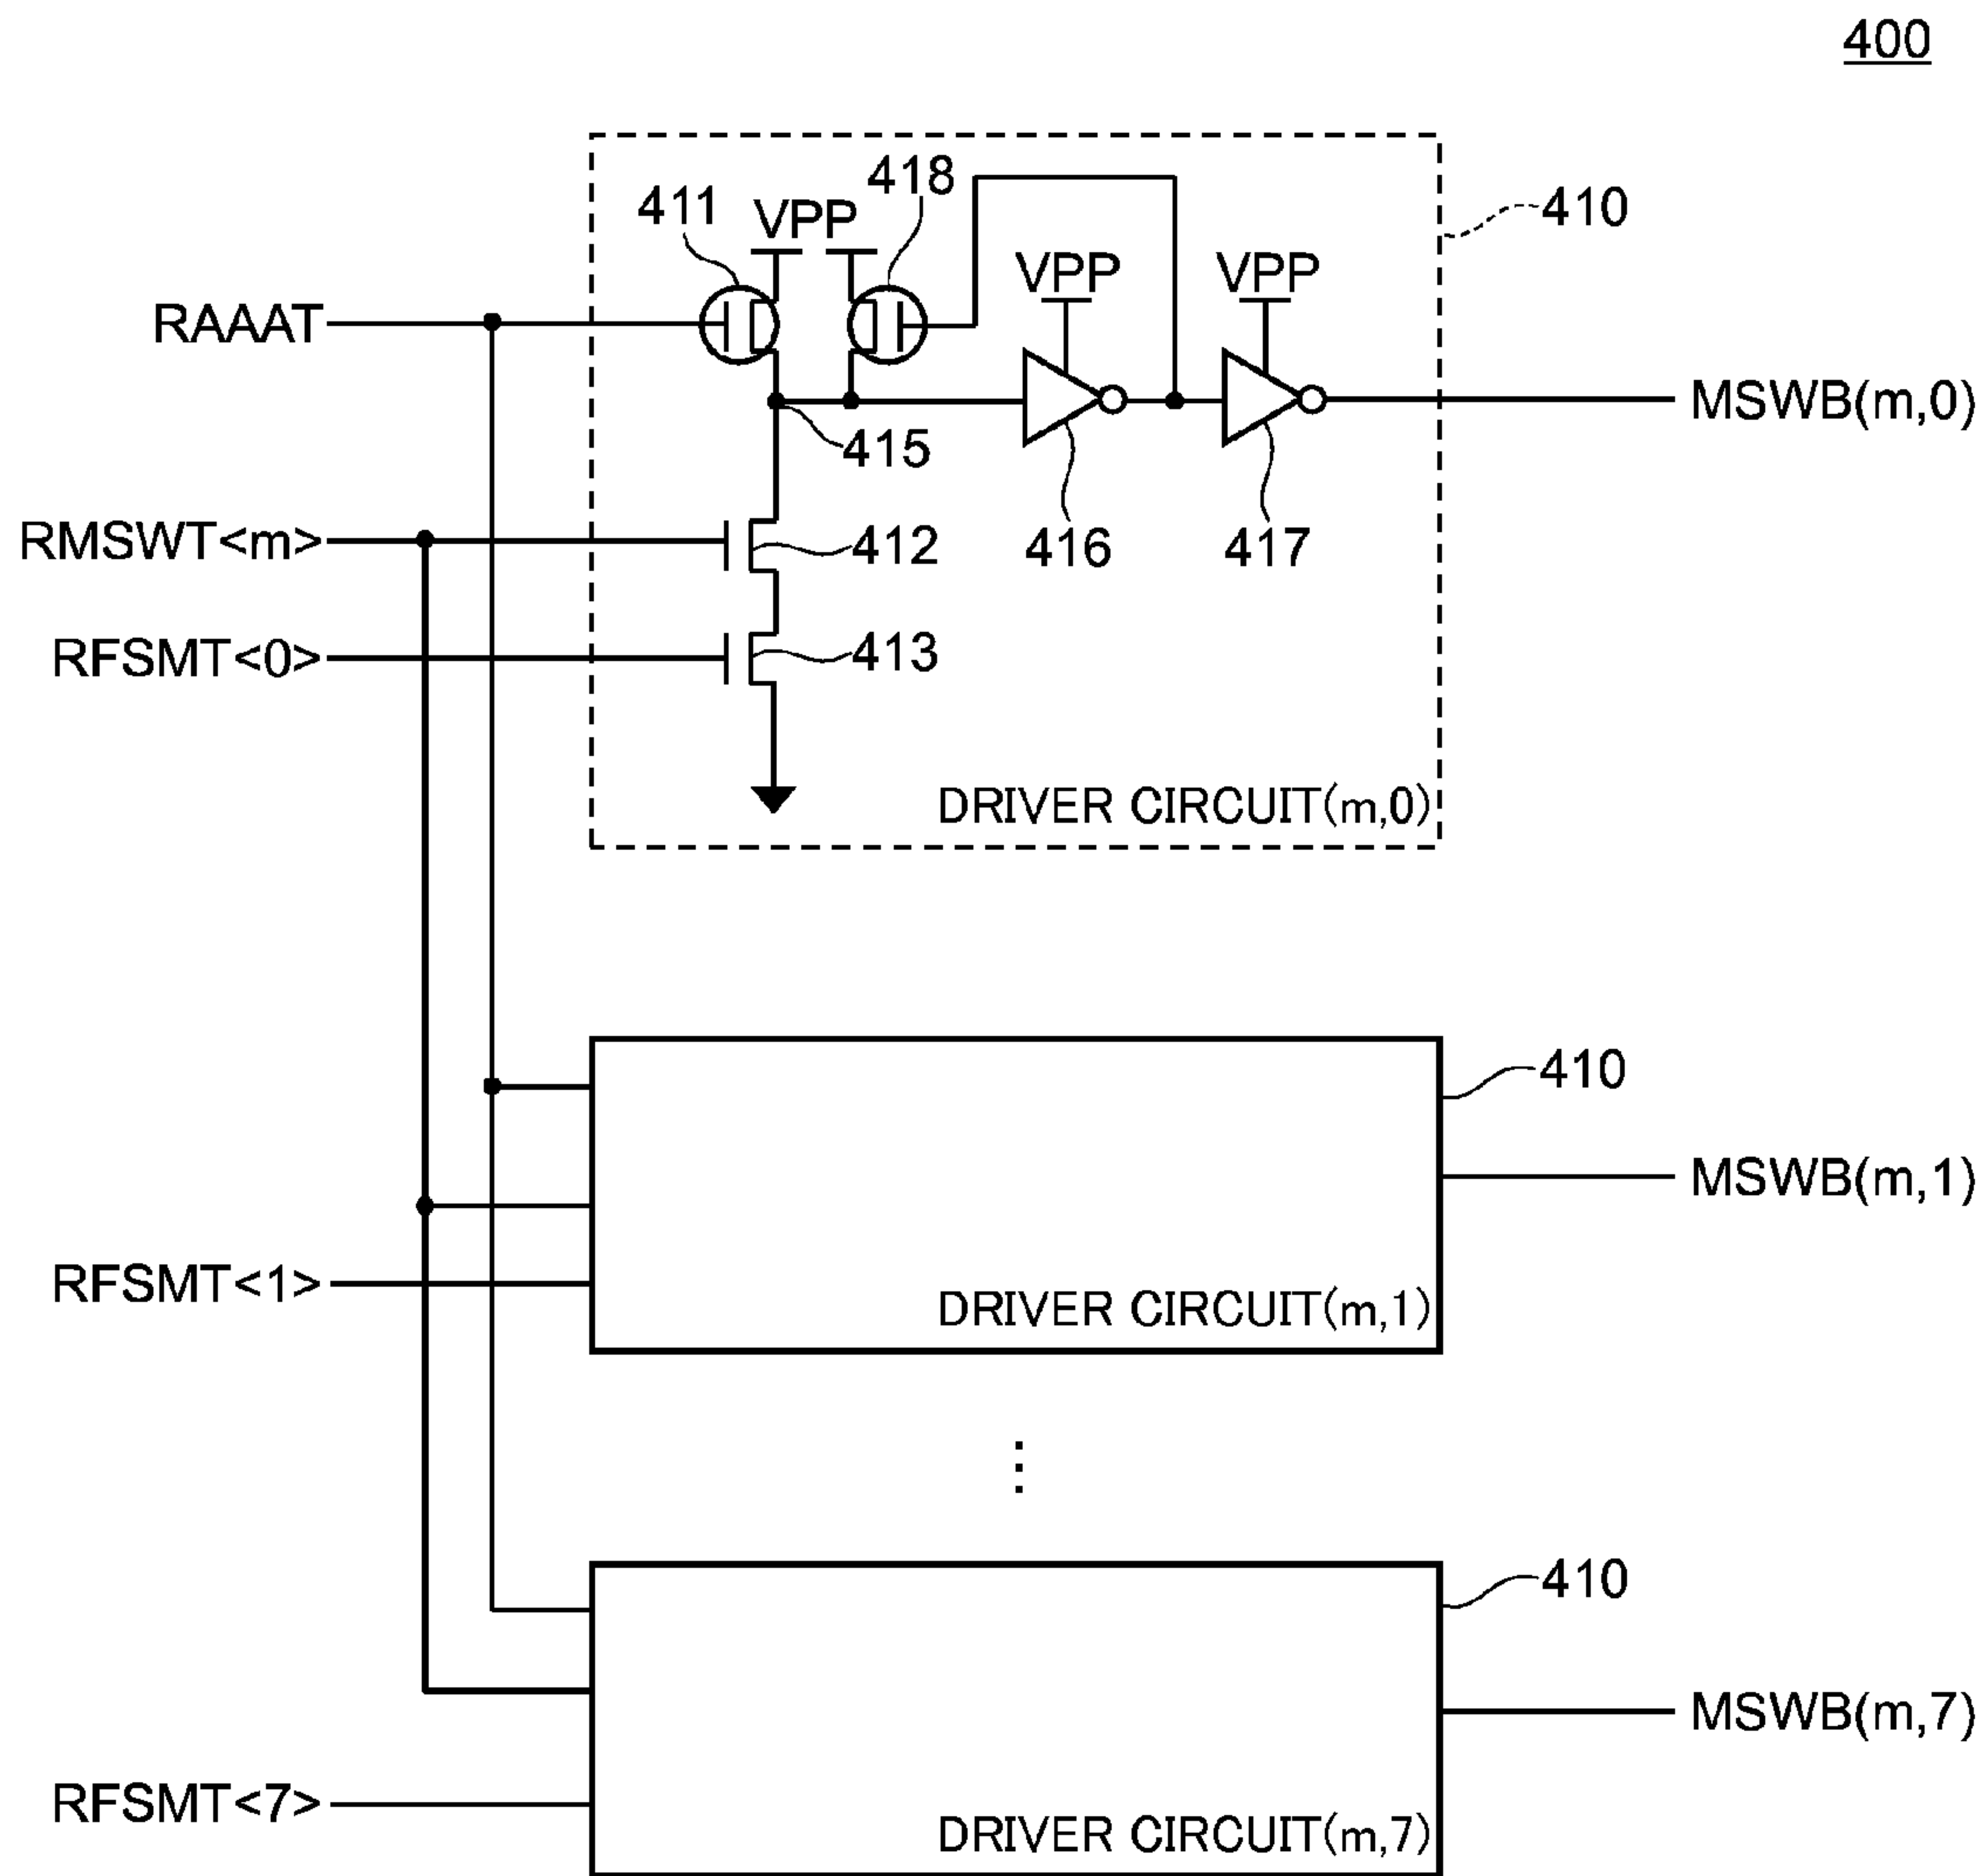 400
418
411
VPP
410
VPP
VPP
RAAAT
MSWB(m,0)
415
RMSWT<m>
412
416
417
RFSMT<0>
413
DRIVER CIRCUIT(m,0)
410
MSWB(m,1)
RFSMT<1>
DRIVER CIRCUIT(m,1)
410
MSWB(m,7)
RFSMT<7>
DRIVER CIRCUIT(m,7)